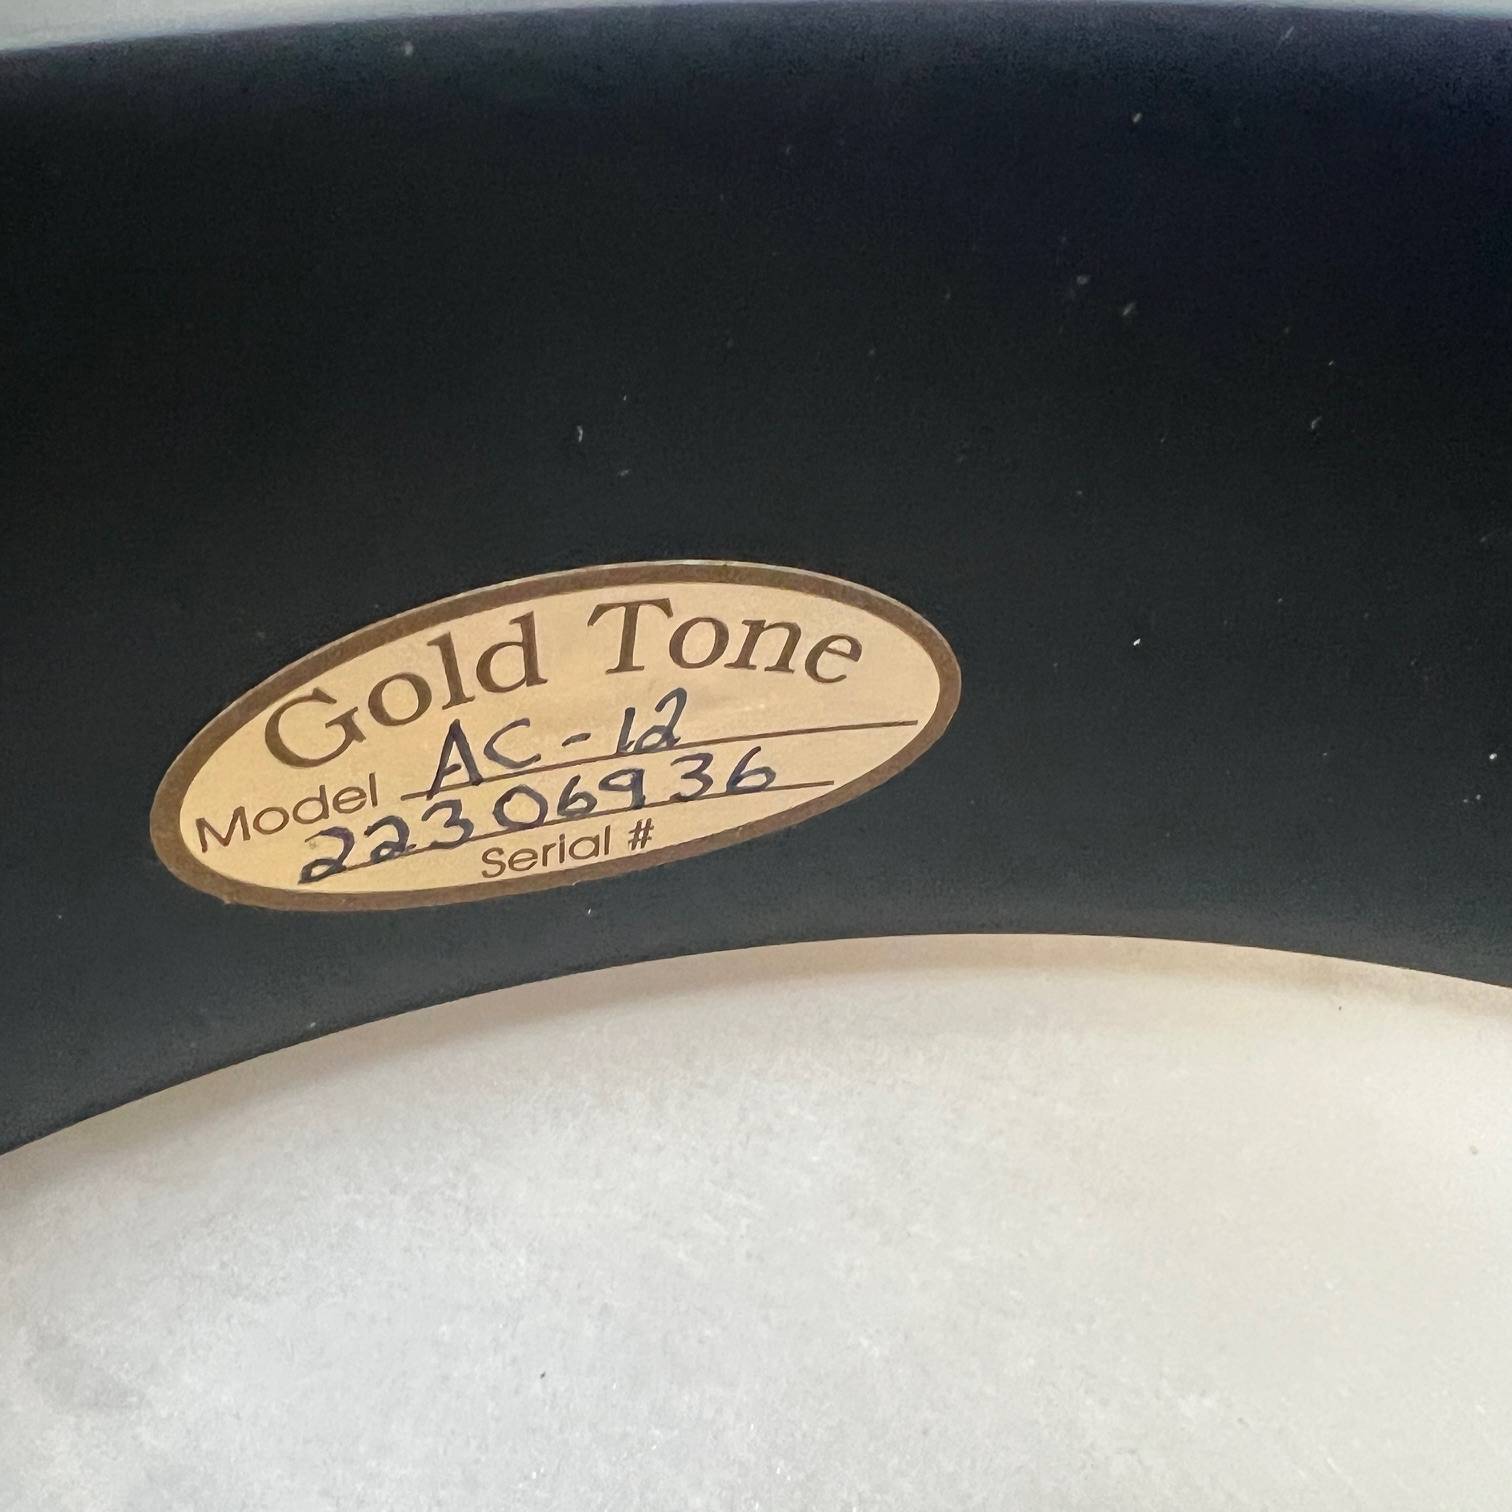 Gold Tone
Model AC-12
22306936
Serial #